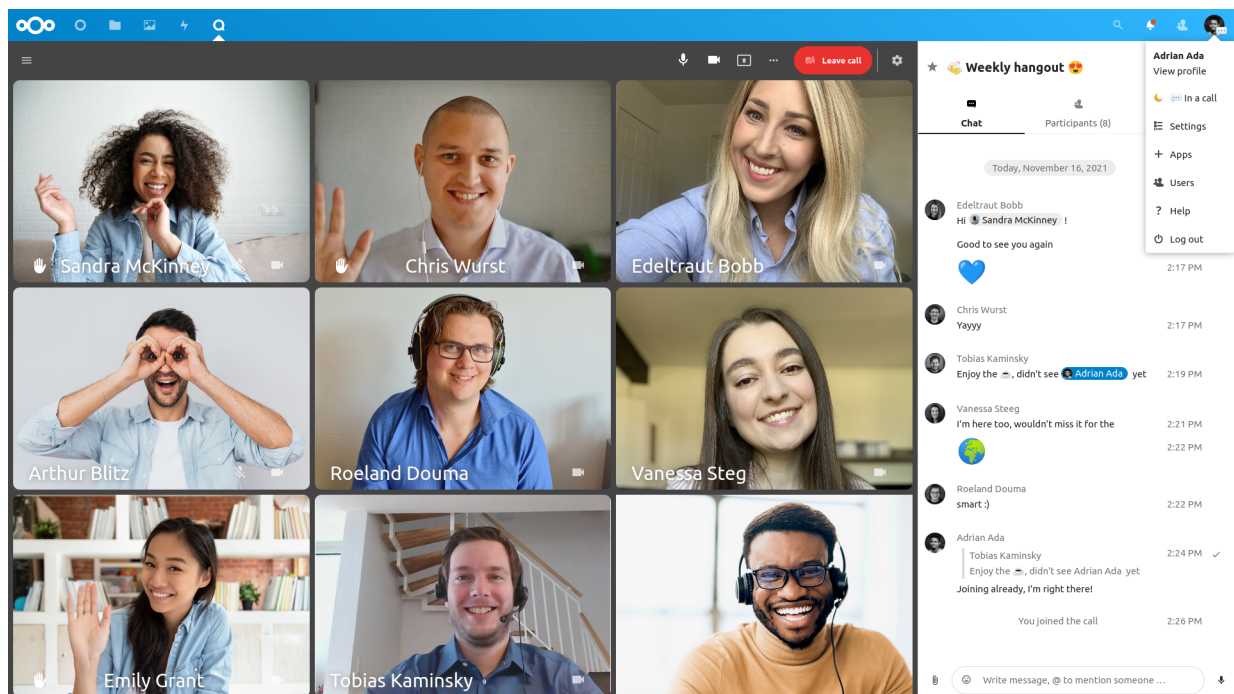 Leave call
Sandra McKinney
Chris Wurst
Edeltraut Bobb
Arthur Blitz
Roeland Douma
Vanessa Steg
Emily Grant
Tobias Kaminsky
Weekly hangout
Chat
Participants (8)
Today, November 16, 2021
Edeltraut Bobb
Hi Sandra McKinney !
Good to see you again
2:17 PM
Chris Wurst
Yayyy 2:17 PM
Tobias Kaminsky
Enjoy the ☕, didn't see Adrian Ada yet 2:19 PM
Vanessa Steeg
I'm here too, wouldn't miss it for the 2:21 PM
2:22 PM
Roeland Douma
smart :) 2:22 PM
Adrian Ada
Tobias Kaminsky 2:24 PM
Enjoy the ☕, didn't see Adrian Ada yet
Joining already, I'm right there!
You joined the call 2:26 PM
Write message, @ to mention someone ...
Adrian Ada
View profile
In a call
Settings
Apps
Users
Help
Log out